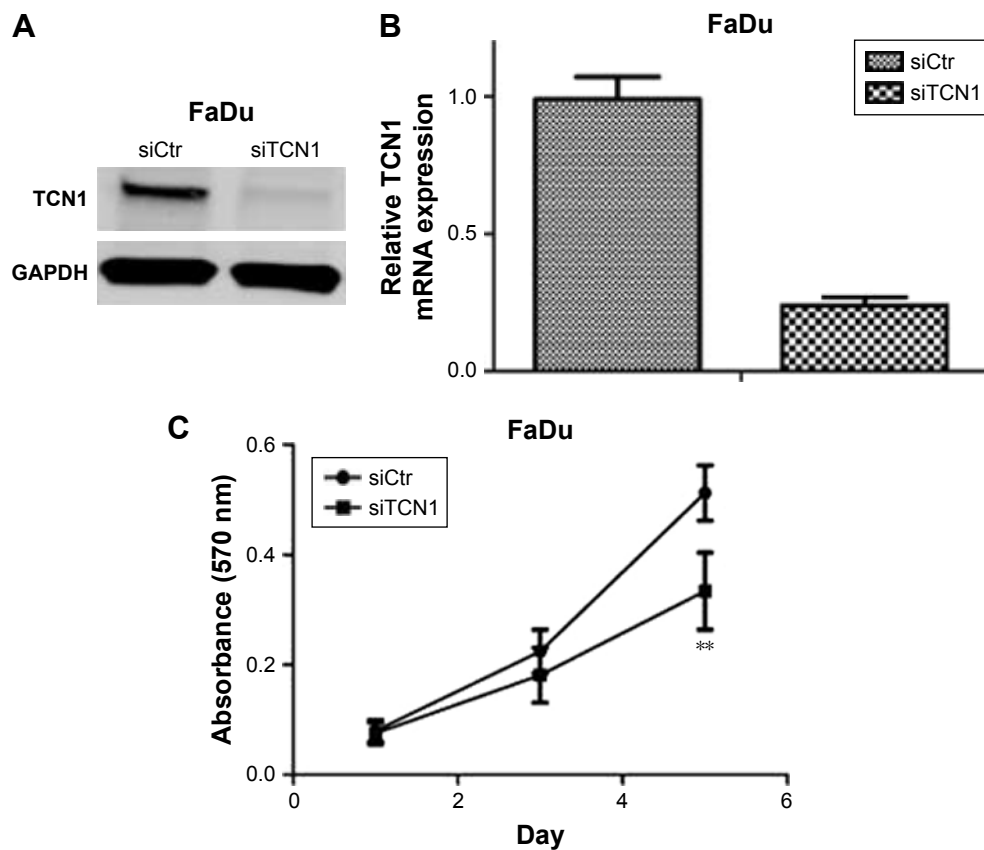 A
FaDu
siCtr siTCN1
TCN1
GAPDH
B
FaDu
siCtr
siTCN1
Relative TCN1
mRNA expression
1.0
0.5
0.0
C
FaDu
siCtr
siTCN1
Absorbance (570 nm)
0.6
0.4
0.2
0.0
**
0 2 4 6
Day